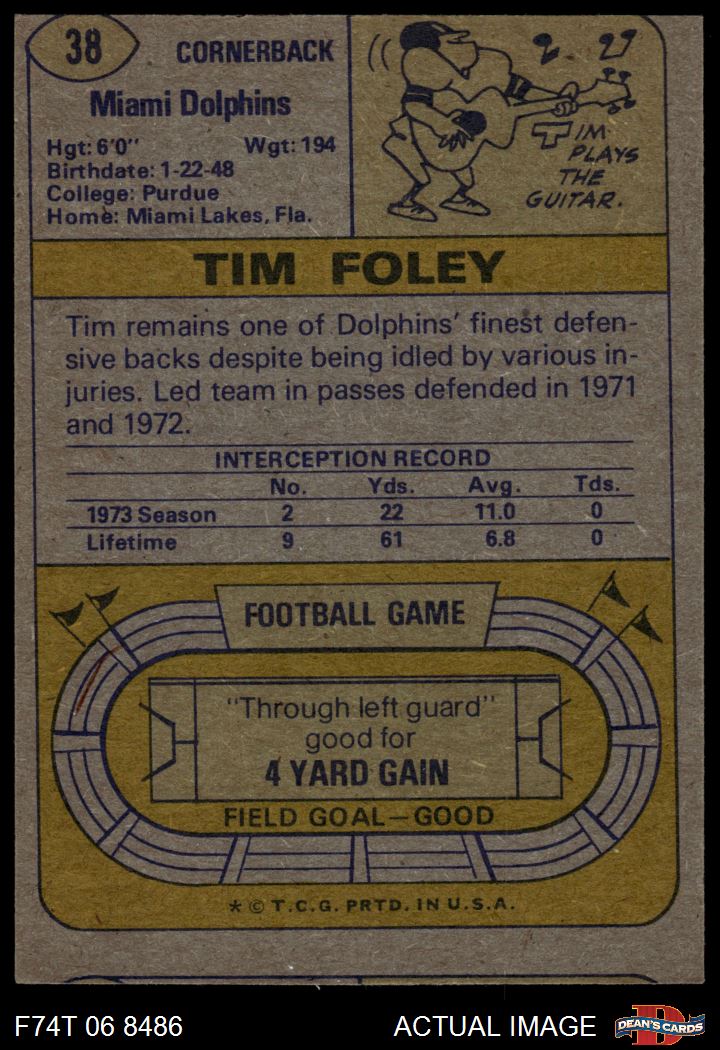 38
CORNERBACK
Miami Dolphins
Hgt: 6'0" Wgt: 194
Birthdate: 1-22-48
College: Purdue
Home: Miami Lakes, Fla.
TIM
PLAYS
THE
GUITAR.
TIM FOLEY
Tim remains one of Dolphins' finest defen-
sive backs despite being idled by various in-
juries. Led team in passes defended in 1971
and 1972.
INTERCEPTION RECORD
No. Yds. Avg. Tds.
1973 Season 2 22 11.0 0
Lifetime 9 61 6.8 0
FOOTBALL GAME
"Through left guard"
good for
4 YARD GAIN
FIELD GOAL—GOOD
* © T.C.G. PRTD. IN U.S.A.
F74T 06 8486 ACTUAL IMAGE
D
DEAN'S CARDS